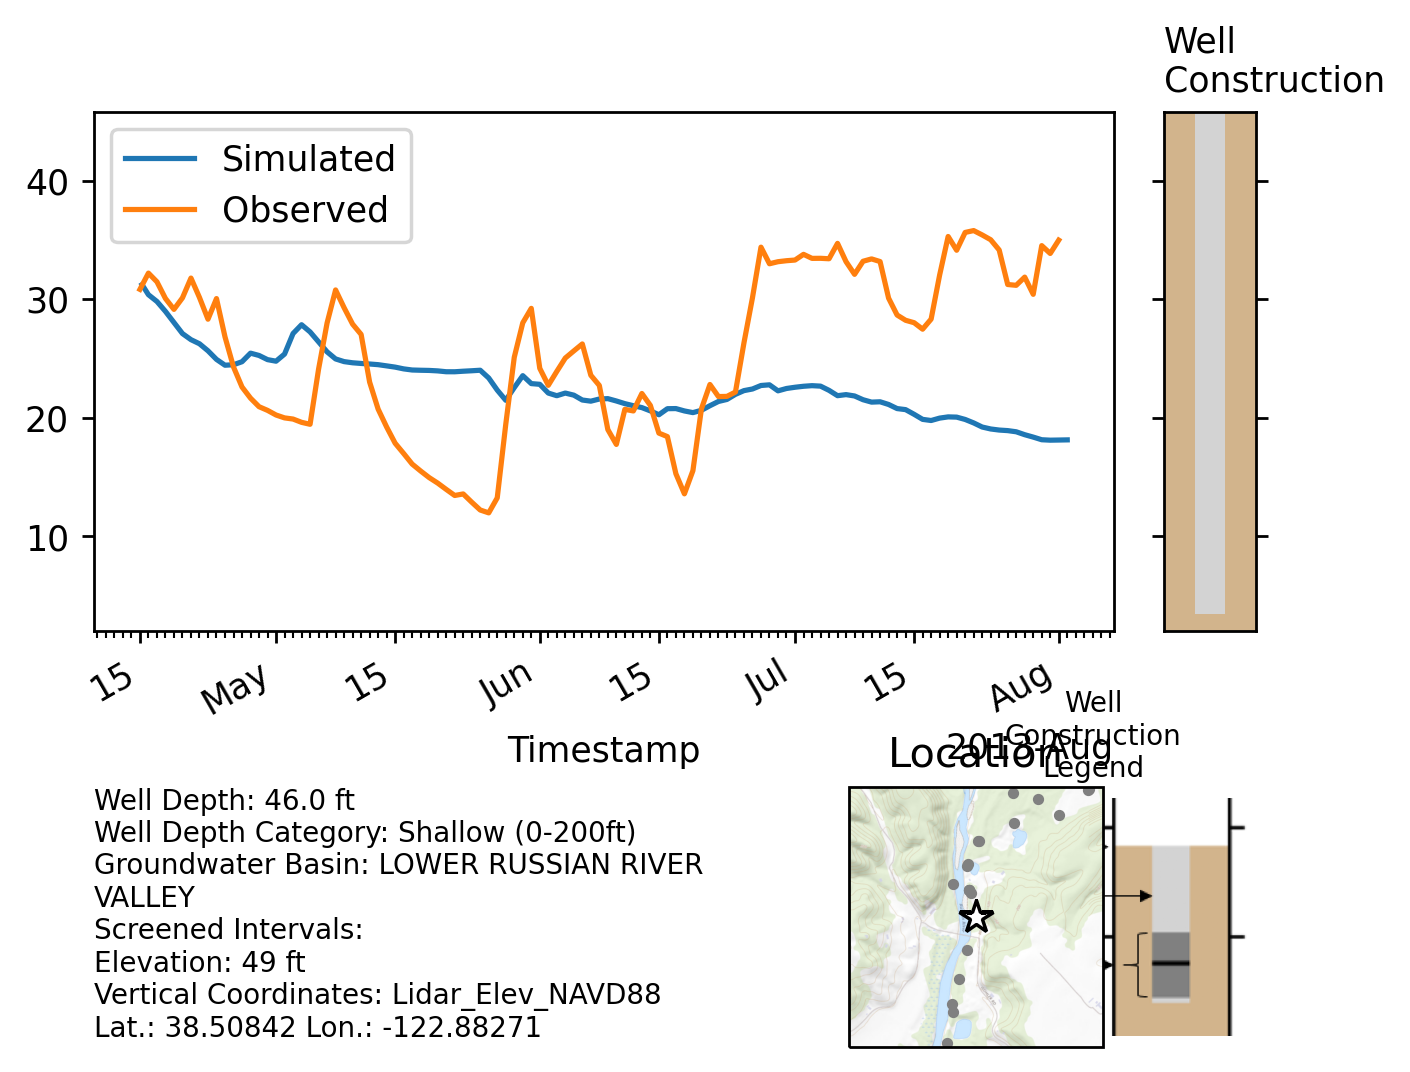 Well
Construction
Simulated
Observed
40
30
20
10
15
May
15
Jun
15
Jul
15
Aug
Timestamp
2013-Aug
Well
Construction
Legend
Location
Well Depth: 46.0 ft
Well Depth Category: Shallow (0-200ft)
Groundwater Basin: LOWER RUSSIAN RIVER
VALLEY
Screened Intervals:
Elevation: 49 ft
Vertical Coordinates: Lidar_Elev_NAVD88
Lat.: 38.50842 Lon.: -122.88271